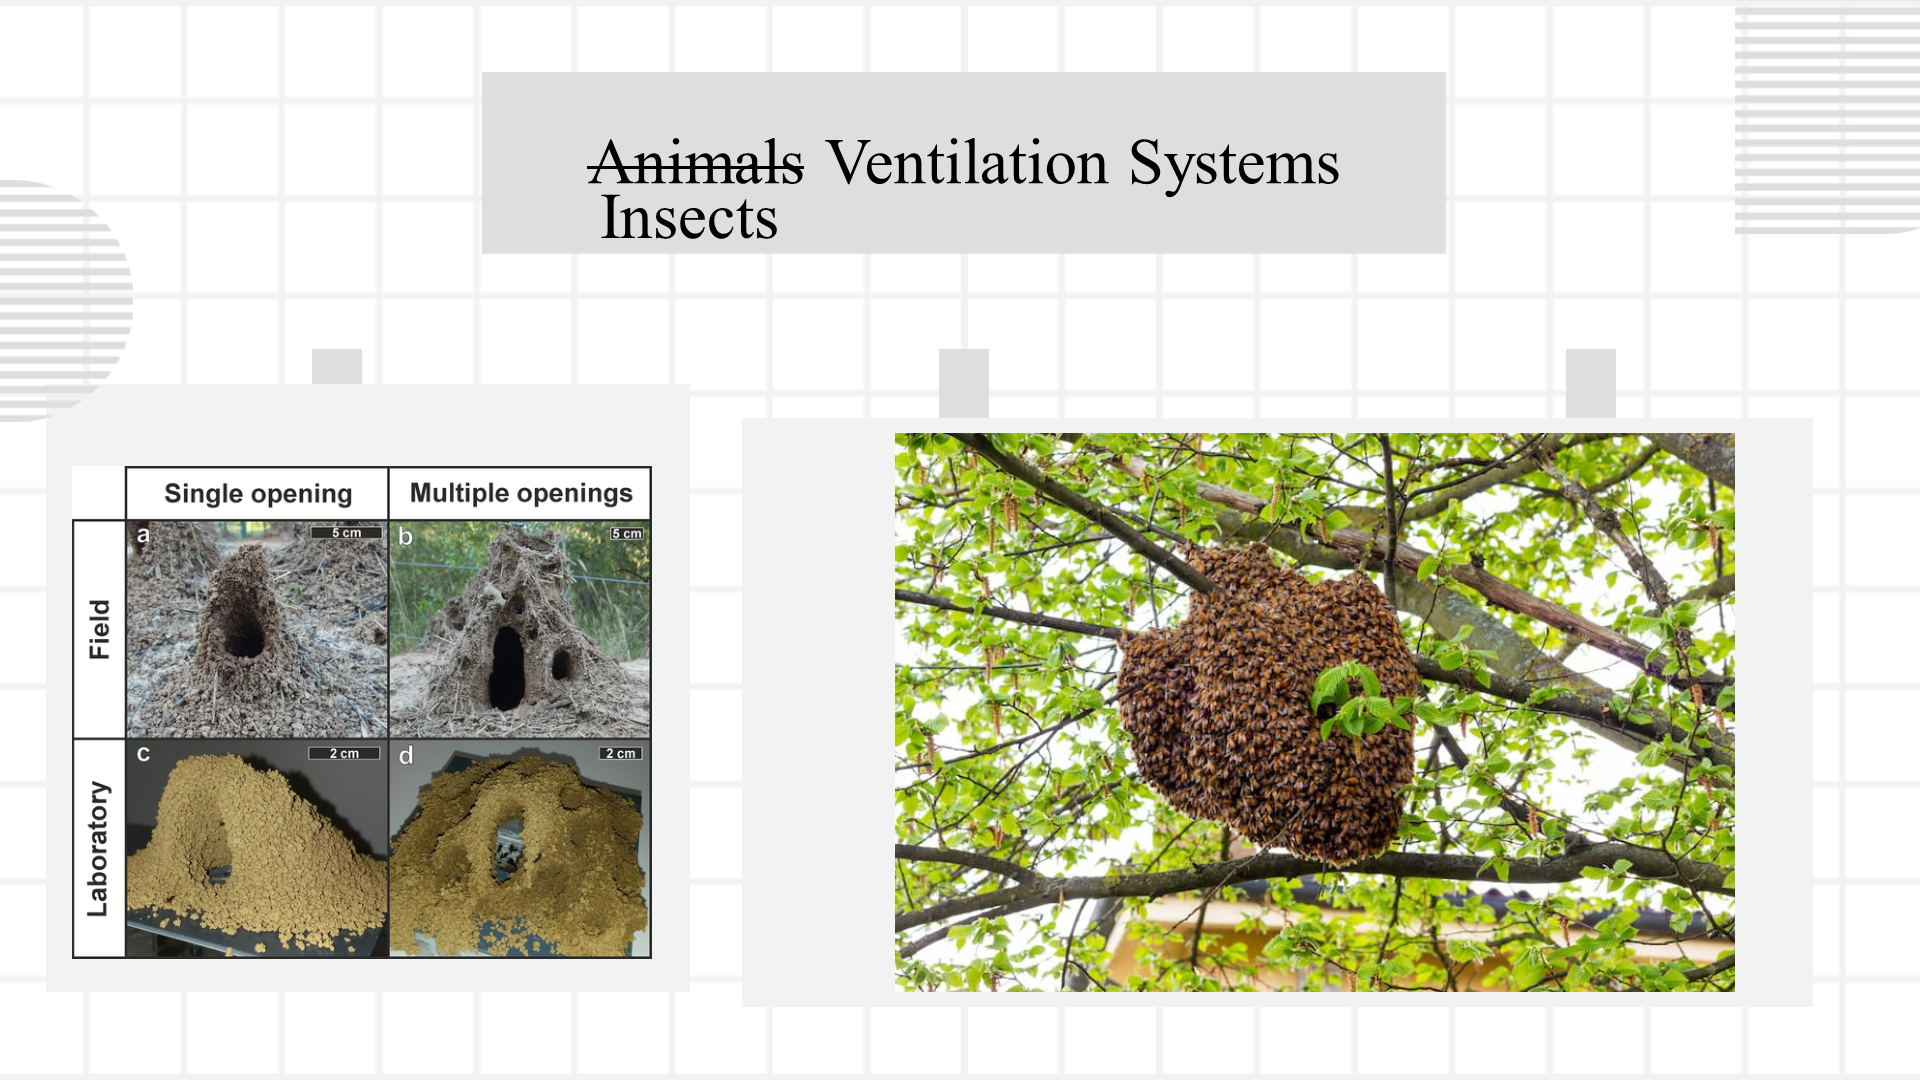 Animals Ventilation Systems
Insects
Single opening
Multiple openings
Field
a
5 cm
b
5 cm
Laboratory
c
2 cm
d
2 cm